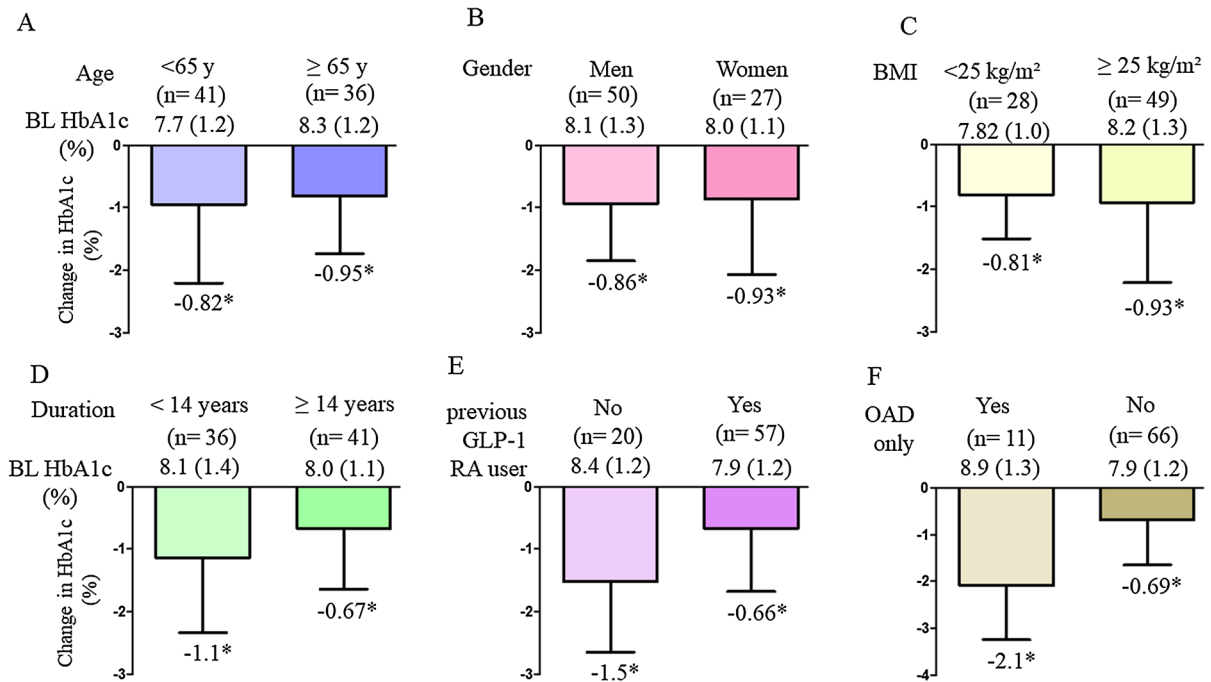 A
Age
<65 y
≥ 65 y
(n= 41)
(n= 36)
BL HbA1c
(%)
7.7 (1.2)
8.3 (1.2)
Change in HbA1c
(%)
0
-1
-2
-3
-0.82*
-0.95*
B
Gender
Men
Women
(n= 50)
(n= 27)
8.1 (1.3)
8.0 (1.1)
0
-1
-2
-3
-0.86*
-0.93*
C
BMI
<25 kg/m²
≥ 25 kg/m²
(n= 28)
(n= 49)
7.82 (1.0)
8.2 (1.3)
0
-1
-2
-3
-0.81*
-0.93*
D
Duration
< 14 years
≥ 14 years
(n= 36)
(n= 41)
BL HbA1c
(%)
8.1 (1.4)
8.0 (1.1)
Change in HbA1c
(%)
0
-1
-2
-3
-1.1*
-0.67*
E
previous
GLP-1
RA user
No
Yes
(n= 20)
(n= 57)
8.4 (1.2)
7.9 (1.2)
0
-1
-2
-3
-1.5*
-0.66*
F
OAD
only
Yes
No
(n= 11)
(n= 66)
8.9 (1.3)
7.9 (1.2)
0
-1
-2
-3
-4
-2.1*
-0.69*